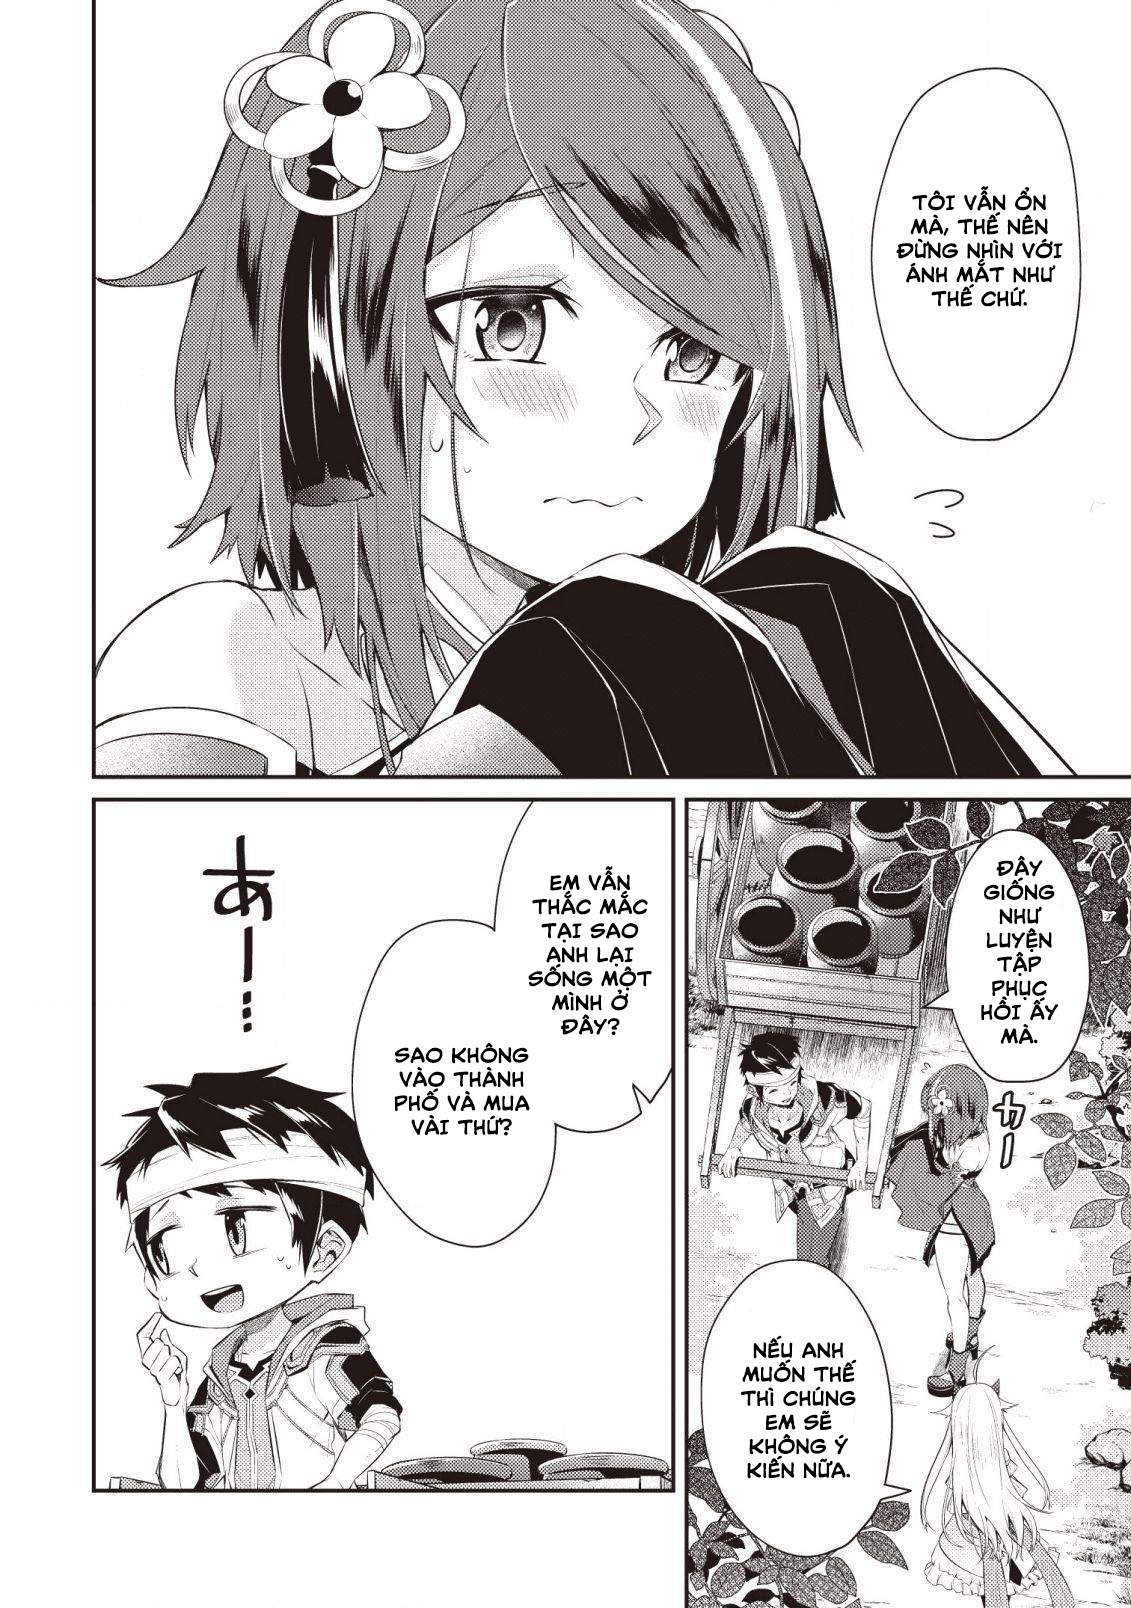 TÔI VẪN ỔN
MÀ, THẾ NÊN
ĐỪNG NHÌN VỚI
ÁNH MẮT NHƯ
THẾ CHỨ.
ĐÂY
GIỐNG
NHƯ
LUYỆN
TẬP
PHỤC
HỒI ẤY
MÀ.
カー
NẾU ANH
MUỐN THẾ
THÌ CHÚNG
EM SẼ
KHÔNG Ý
KIẾN NỮA.
EM VẪN
THẮC MẮC
TẠI SAO
ANH LẠI
SỐNG MỘT
MÌNH Ở
ĐÂY?
SAO KHÔNG
VÀO THÀNH
PHỐ VÀ MUA
VÀI THỨ?
あー…